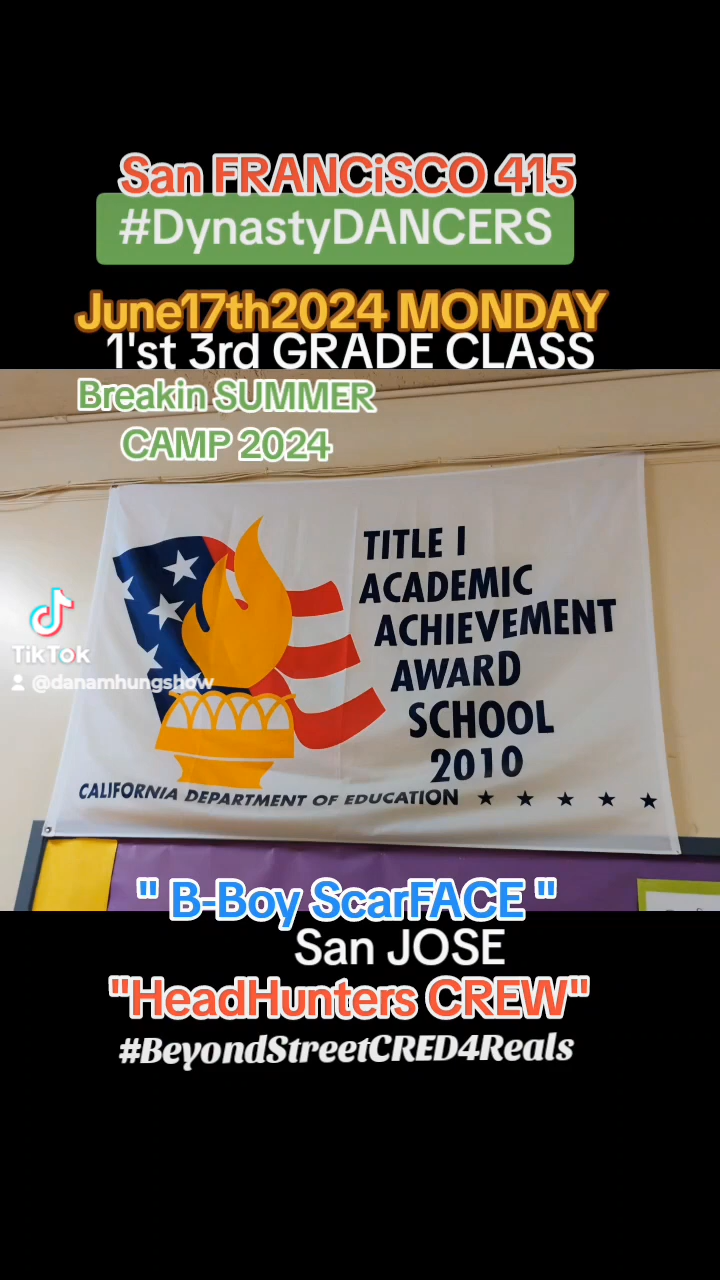 San FRANCiSCO 415
#DynastyDANCERS
June17th2024 MONDAY
1'st 3rd GRADE CLASS
Breakin SUMMER
CAMP 2024
TITLE I
ACADEMIC
ACHIEVEMENT
AWARD
SCHOOL
2010
CALIFORNIA DEPARTMENT OF EDUCATION
TikTok
@danamhungshow
" B-Boy ScarFACE "
San JOSE
"HeadHunters CREW"
#BeyondStreetCRED4Reals